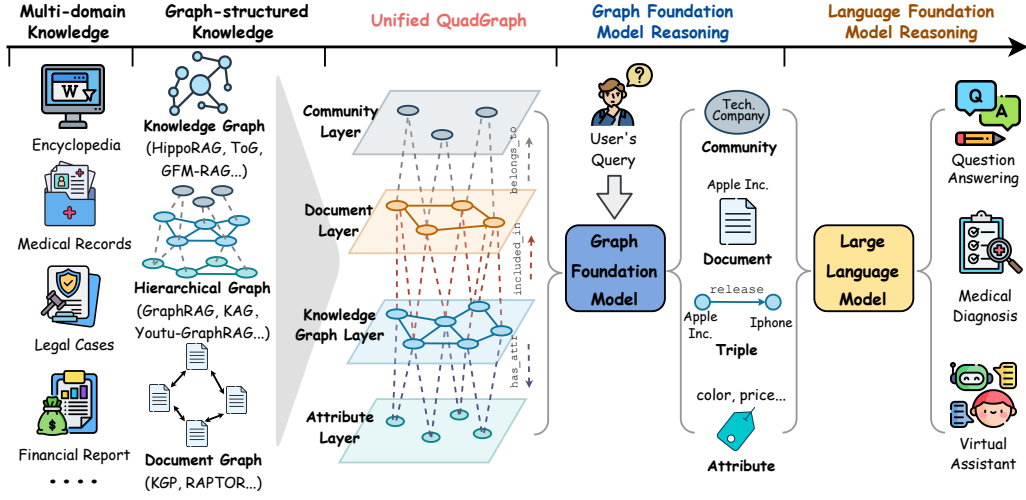 Multi-domain
Knowledge
Graph-structured
Knowledge
Unified QuadGraph
Graph Foundation
Model Reasoning
Language Foundation
Model Reasoning
W
Encyclopedia
Medical Records
Legal Cases
$
Financial Report
Knowledge Graph
(HippoRAG, ToG,
GFM-RAG...)
Hierarchical Graph
(GraphRAG, KAG,
Youtu-GraphRAG...)
Document Graph
(KGP, RAPTOR...)
Community
Layer
belongs_to
Document
Layer
included_in
Knowledge
Graph Layer
has_attr
Attribute
Layer
?
User's
Query
Graph
Foundation
Model
Tech.
Company
Community
Apple Inc.
Document
release
Apple
Inc.
Iphone
Triple
color, price...
Attribute
Large
Language
Model
Q
A
Question
Answering
Medical
Diagnosis
Virtual
Assistant